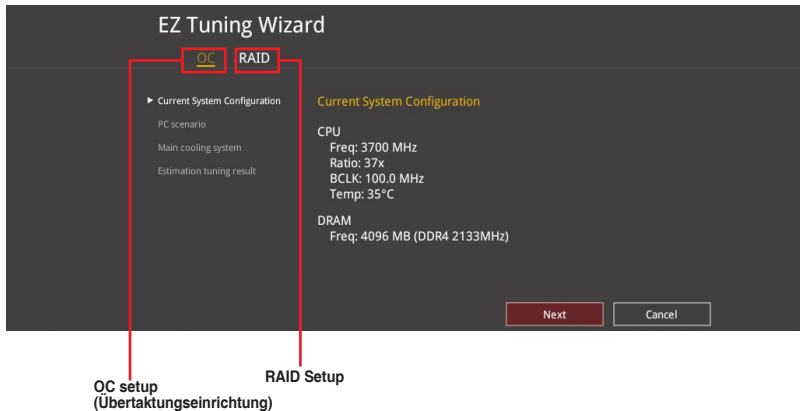 EZ Tuning Wizard
OC RAID
Current System Configuration
PC scenario
Main cooling system
Estimation tuning result
Current System Configuration
CPU
Freq: 3700 MHz
Ratio: 37x
BCLK: 100.0 MHz
Temp: 35°C
DRAM
Freq: 4096 MB (DDR4 2133MHz)
Next Cancel
OC setup
(Übertaktungseinrichtung)
RAID Setup